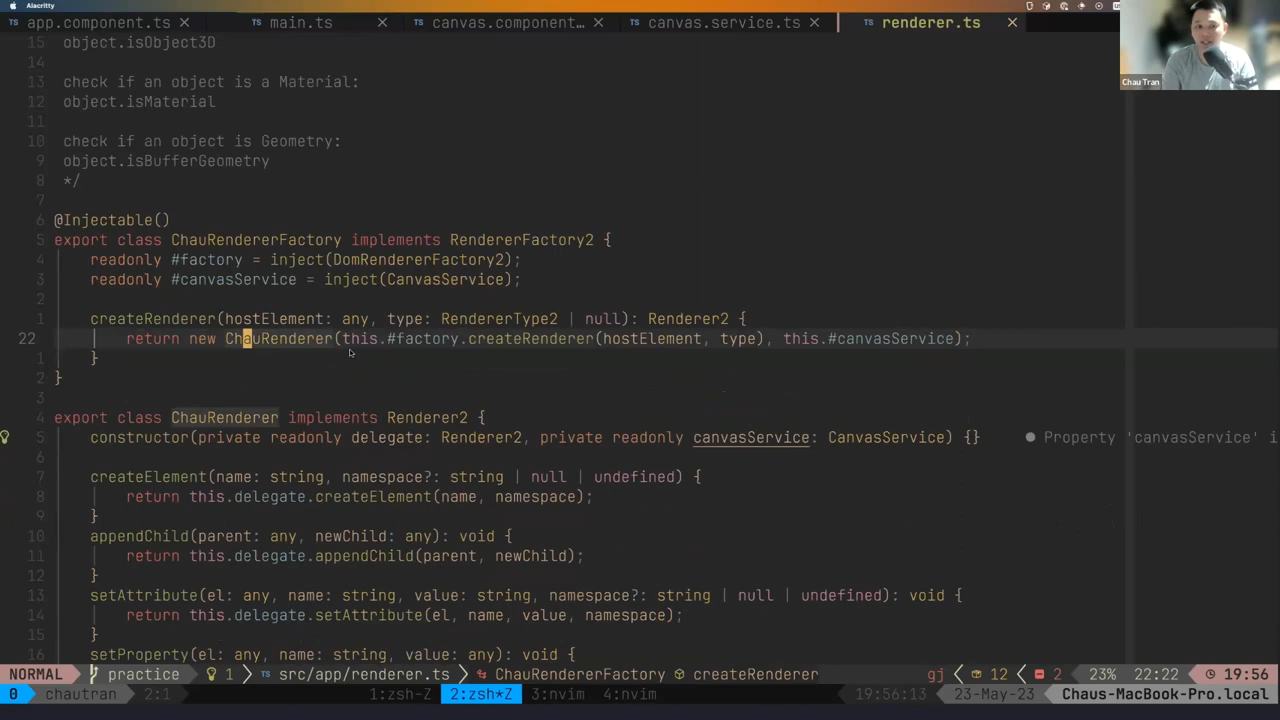 Alacritty
app.component.ts ×
main.ts ×
canvas.component... ×
canvas.service.ts ×
renderer.ts ×
15 object.isObject3D
14
13 check if an object is a Material:
12 object.isMaterial
11
10 check if an object is Geometry:
9 object.isBufferGeometry
8 */
7
6 @Injectable()
5 export class ChauRendererFactory implements RendererFactory2 {
4 readonly #factory = inject(DomRendererFactory2);
3 readonly #canvasService = inject(CanvasService);
2
1 createRenderer(hostElement: any, type: RendererType2 | null): Renderer2 {
22 return new ChauRenderer(this.#factory.createRenderer(hostElement, type), this.#canvasService);
1 }
2 }
3
4 export class ChauRenderer implements Renderer2 {
5 constructor(private readonly delegate: Renderer2, private readonly canvasService: CanvasService) {} ● Property 'canvasService' i
6
7 createElement(name: string, namespace?: string | null | undefined) {
8 return this.delegate.createElement(name, namespace);
9 }
10 appendChild(parent: any, newChild: any): void {
11 return this.delegate.appendChild(parent, newChild);
12 }
13 setAttribute(el: any, name: string, value: string, namespace?: string | null | undefined): void {
14 return this.delegate.setAttribute(el, name, value, namespace);
15 }
16 setProperty(el: any, name: string, value: any): void {
NORMAL practice 1 src/app/renderer.ts ChauRendererFactory createRenderer gj 12 2 23% 22:22 19:56
0 chautran 2:1 1:zsh-Z 2:zsh*Z 3:nvim 4:nvim 19:56:13 23-May-23 Chaus-MacBook-Pro.local
Chau Tran